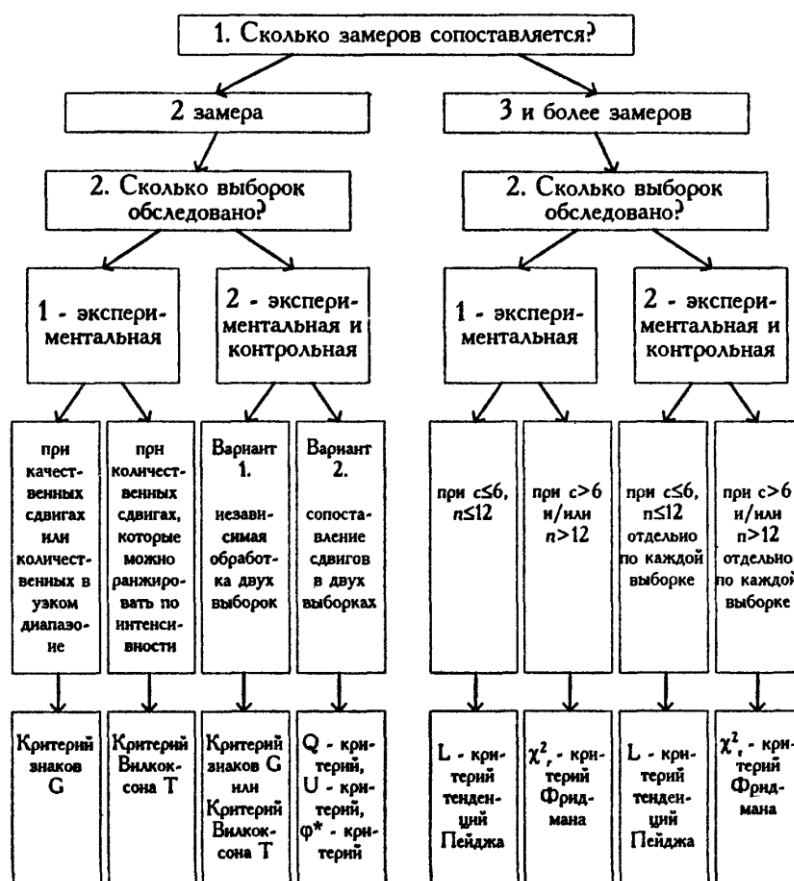 1. Сколько замеров сопоставляется?
2 замера
3 и более замеров
2. Сколько выборок
обследовано?
2. Сколько выборок
обследовано?
1 - экспери-
ментальная
2 - экспери-
ментальная и
контрольная
1 - экспери-
ментальная
2 - экспери-
ментальная и
контрольная
при
качест-
венных
сдвигах
или
количест-
венных в
узком
диапазо-
ие
при
количест-
венных
сдвигах,
которые
можно
ранжиро-
вать по
интенси-
вности
Вариант
1.
независи-
симая
обработ-
ка двух
выборок
Вариант
2.
сопоста-
вление
сдвигов
в двух
выборках
при c≤6,
n≤12
при c>6
и/или
n>12
при c≤6,
n≤12
отдельно
по каждой
выборке
при c>6
и/или
n>12
отдельно
по каждой
выборке
Критерий
знаков
G
Критерий
Вилкок-
сона T
Критерий
знаков G
или
Критерий
Вилкок-
сона T
Q - кри-
терий,
U - кри-
терий,
φ* - кри-
терий
L - кри-
терий
тенден-
ций
Пейджа
χ²r - кри-
терий
Фрид-
мана
L - кри-
терий
тенден-
ций
Пейджа
χ²r - кри-
терий
Фрид-
мана